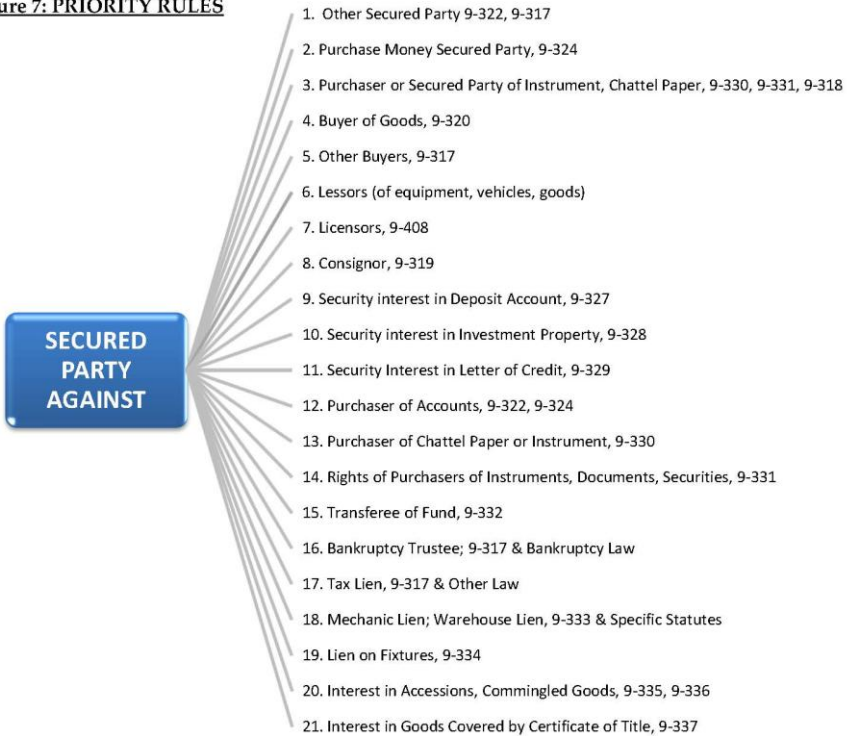 ure 7: PRIORITY RULES
1. Other Secured Party 9-322, 9-317
2. Purchase Money Secured Party, 9-324
3. Purchaser or Secured Party of Instrument, Chattel Paper, 9-330, 9-331, 9-318
4. Buyer of Goods, 9-320
5. Other Buyers, 9-317
6. Lessors (of equipment, vehicles, goods)
7. Licensors, 9-408
8. Consignor, 9-319
9. Security interest in Deposit Account, 9-327
10. Security interest in Investment Property, 9-328
11. Security Interest in Letter of Credit, 9-329
12. Purchaser of Accounts, 9-322, 9-324
13. Purchaser of Chattel Paper or Instrument, 9-330
14. Rights of Purchasers of Instruments, Documents, Securities, 9-331
15. Transferee of Fund, 9-332
16. Bankruptcy Trustee; 9-317 & Bankruptcy Law
17. Tax Lien, 9-317 & Other Law
18. Mechanic Lien; Warehouse Lien, 9-333 & Specific Statutes
19. Lien on Fixtures, 9-334
20. Interest in Accessions, Commingled Goods, 9-335, 9-336
21. Interest in Goods Covered by Certificate of Title, 9-337
SECURED
PARTY
AGAINST